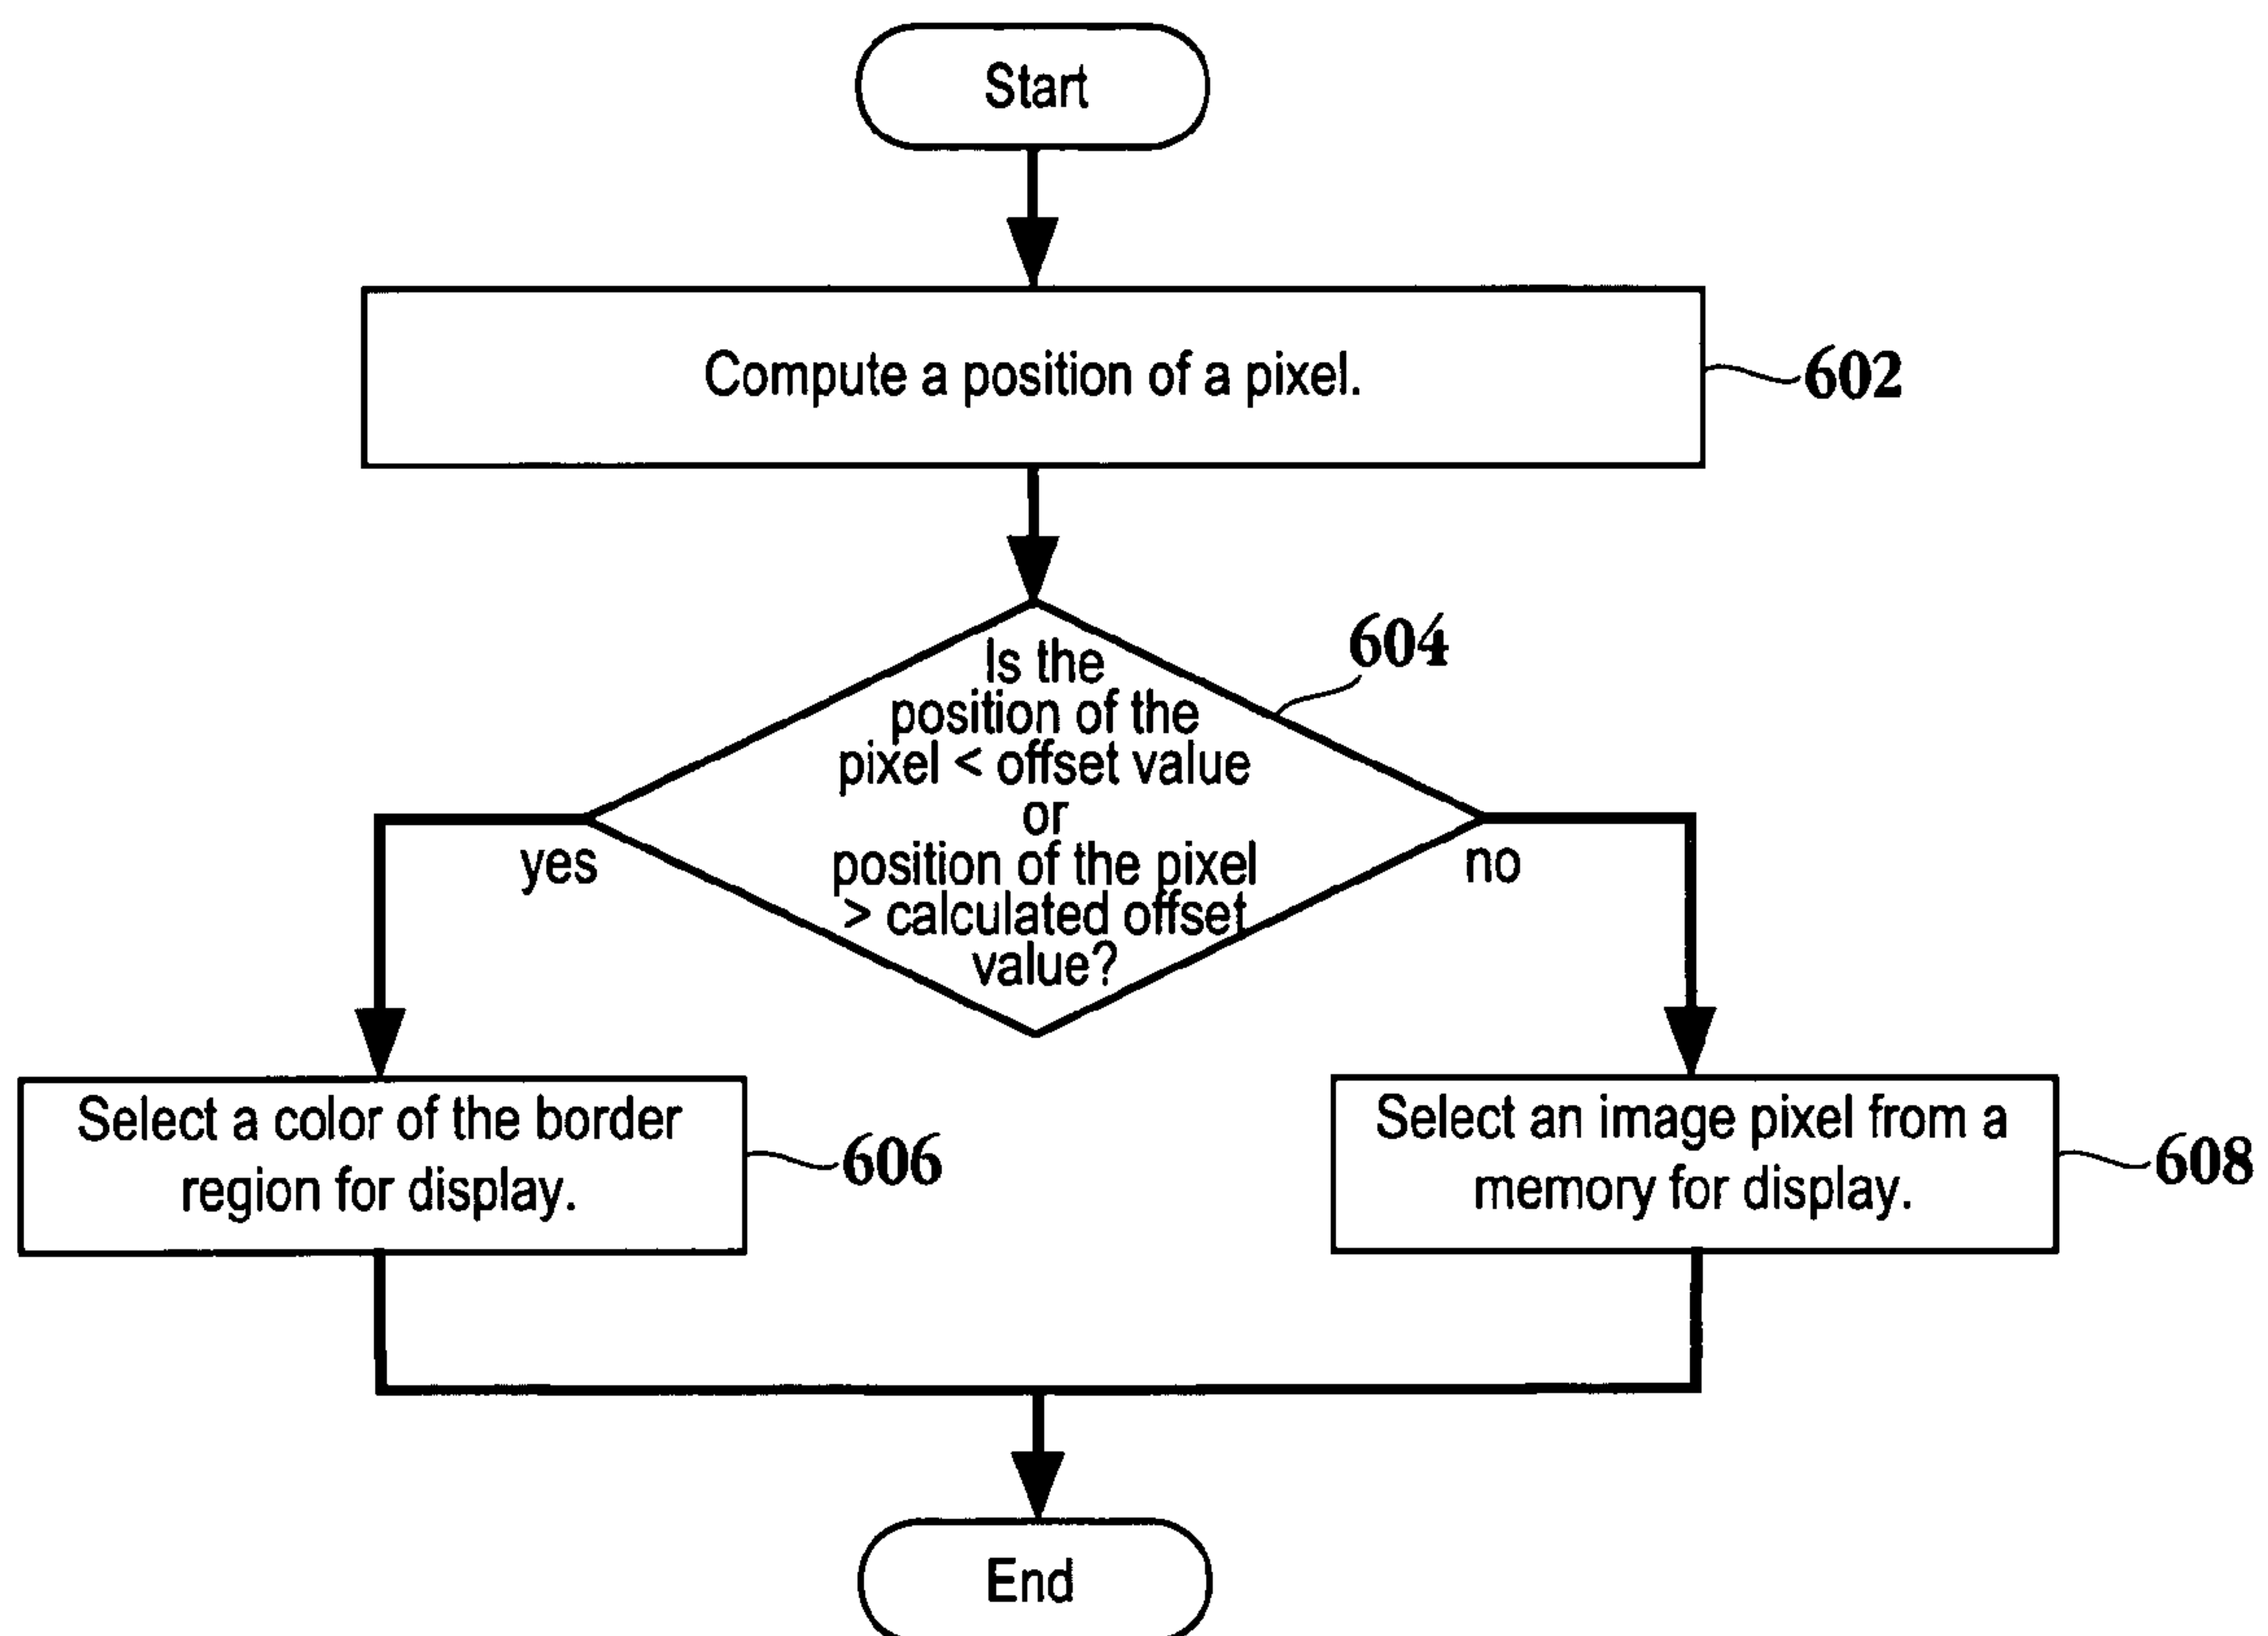 Start
Compute a position of a pixel.
602
604
Is the
position of the
pixel < offset value
or
position of the pixel
> calculated offset
value?
yes
no
Select a color of the border
region for display.
606
Select an image pixel from a
memory for display.
608
End